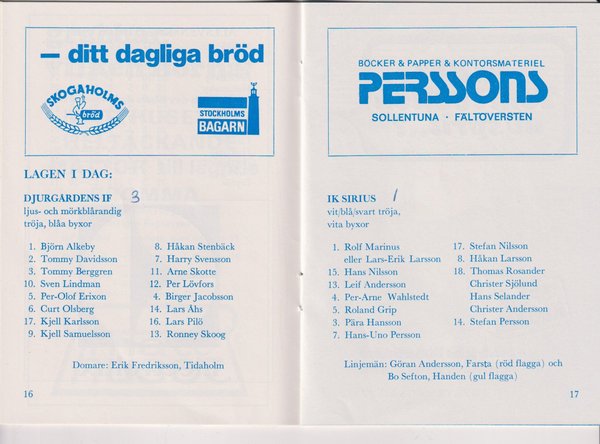 – ditt dagliga bröd
SKOGAHOLMS
bröd
STOCKHOLMS
BAGARN
LAGEN I DAG:
DJURGÅRDENS IF 3
ljus- och mörkblårandig
tröja, blåa byxor
1. Björn Alkeby
2. Tommy Davidsson
3. Tommy Berggren
10. Sven Lindman
5. Per-Olof Erixon
6. Curt Olsberg
17. Kjell Karlsson
9. Kjell Samuelsson
8. Håkan Stenbäck
7. Harry Svensson
11. Arne Skotte
12. Per Lövfors
4. Birger Jacobsson
14. Lars Åhs
16. Lars Pilö
13. Ronney Skoog
Domare: Erik Fredriksson, Tidaholm
16
BÖCKER & PAPPER & KONTORSMATERIEL
PERSSONS
SOLLENTUNA · FÄLTÖVERSTEN
IK SIRIUS 1
vit/blå/svart tröja,
vita byxor
1. Rolf Marinus
eller Lars-Erik Larsson
15. Hans Nilsson
13. Leif Andersson
4. Per-Arne Wahlstedt
5. Roland Grip
3. Pära Hansson
7. Hans-Uno Persson
17. Stefan Nilsson
8. Håkan Larsson
18. Thomas Rosander
Christer Sjölund
Hans Selander
Christer Andersson
14. Stefan Persson
Linjemän: Göran Andersson, Farsta (röd flagga) och
Bo Sefton, Handen (gul flagga)
17